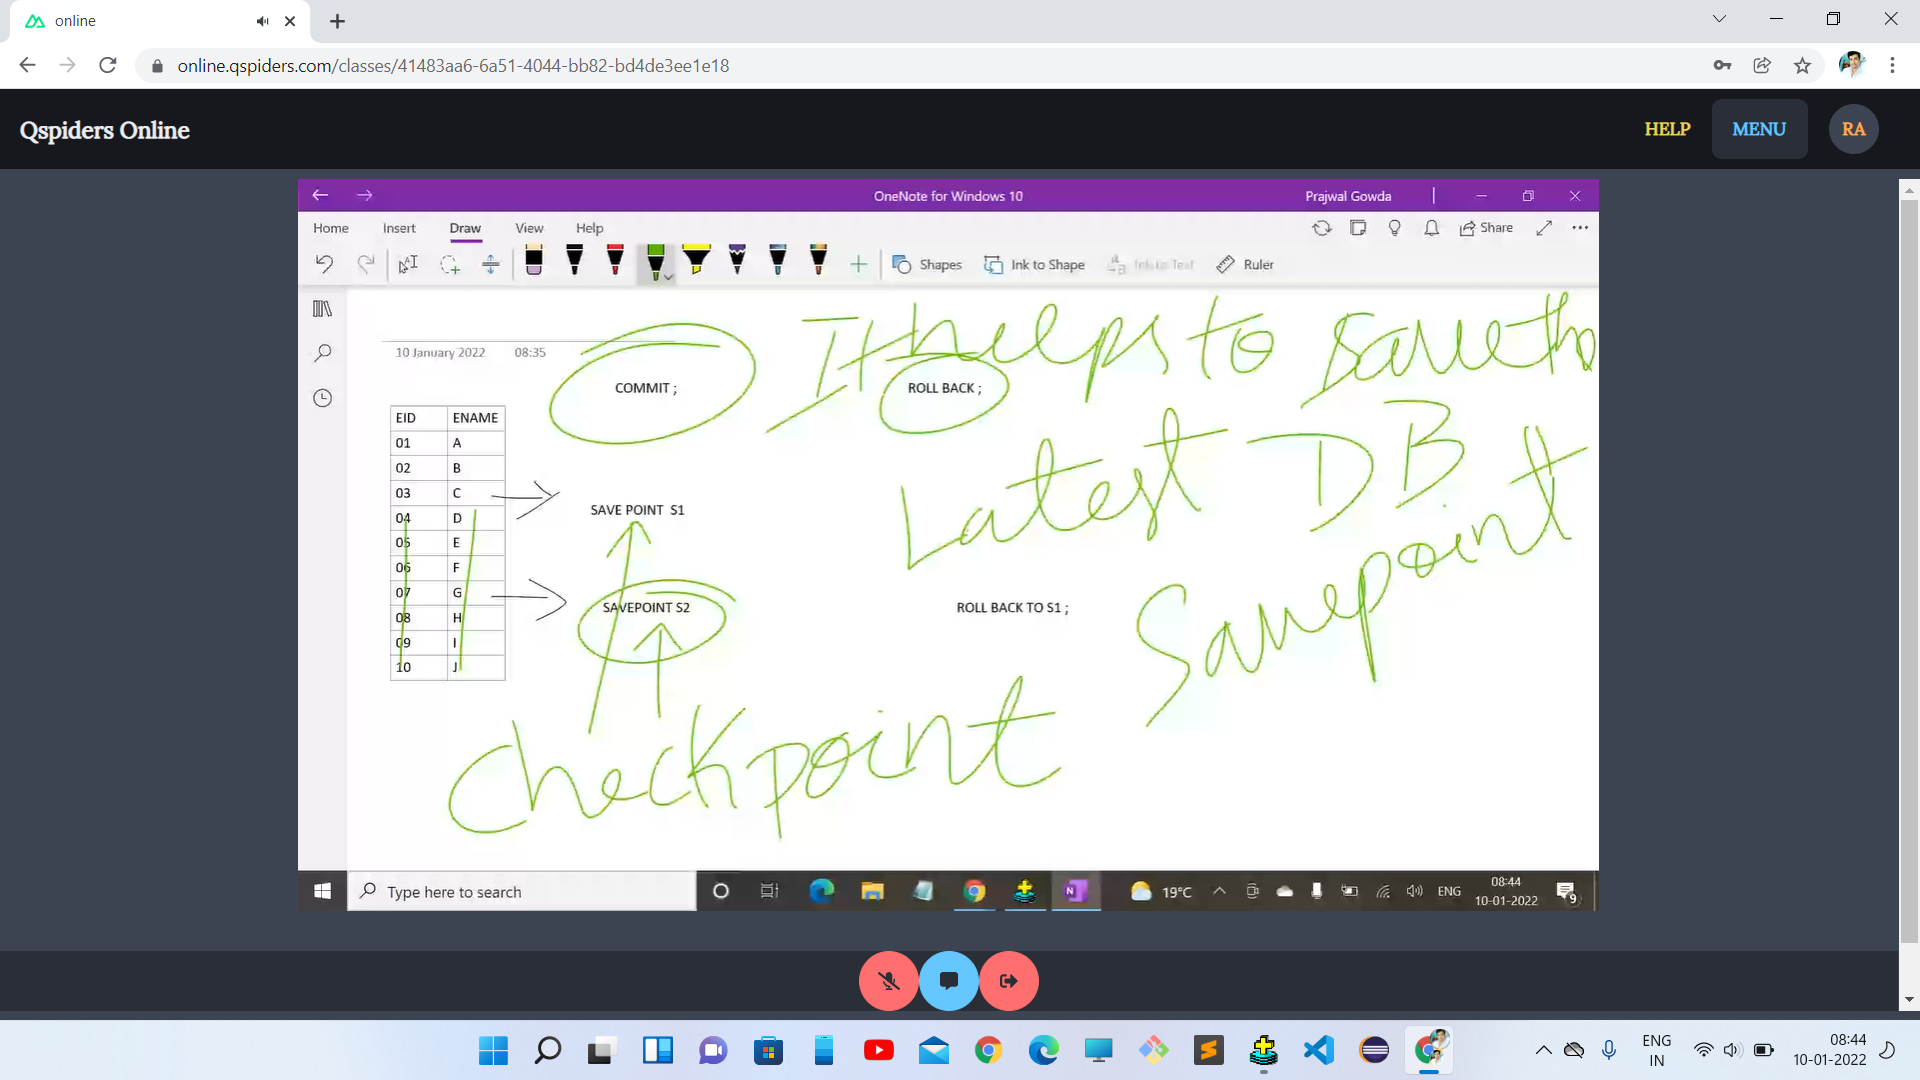 online
online.qspiders.com/classes/41483aa6-6a51-4044-bb82-bd4de3ee1e18
Qspiders Online
HELP
MENU
RA
OneNote for Windows 10
Prajwal Gowda
Home Insert Draw View Help
Share
Shapes
Ink to Shape
Ink to Text
Ruler
10 January 2022 08:35
It helps to save the
COMMIT ;
ROLL BACK ;
EID ENAME
01 A
02 B
03 C
04 D
05 E
06 F
07 G
08 H
09 I
10 J
Latest DB
SAVE POINT S1
Savepoint
SAVEPOINT S2
ROLL BACK TO S1 ;
Checkpoint
Type here to search
19°C
ENG
08:44
10-01-2022
9
ENG
IN
08:44
10-01-2022